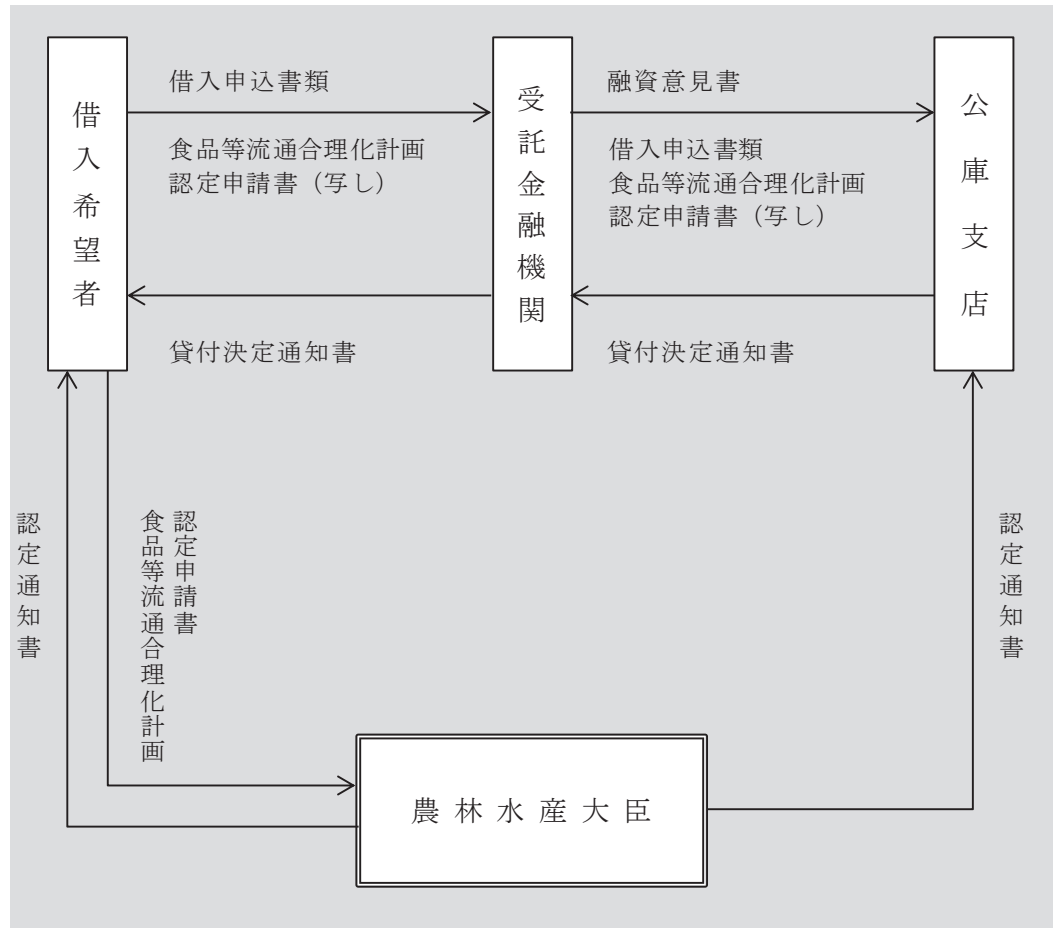 借入希望者
借入申込書類
食品等流通合理化計画
認定申請書（写し）
貸付決定通知書
受託金融機関
融資意見書
借入申込書類
食品等流通合理化計画
認定申請書（写し）
貸付決定通知書
公庫支店
認定通知書
認定申請書
食品等流通合理化計画
認定通知書
農林水産大臣